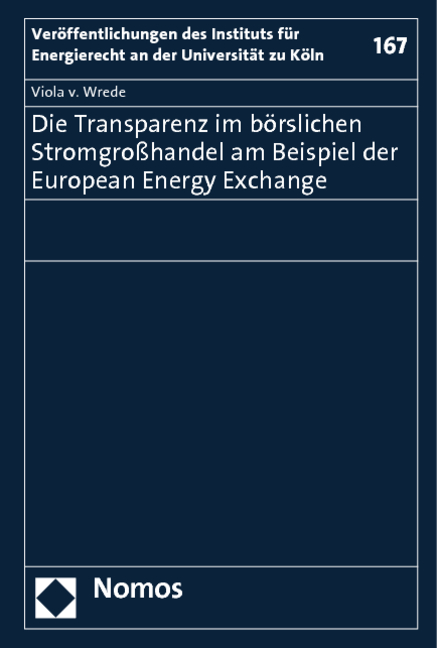 Veröffentlichungen des Instituts für
Energierecht an der Universität zu Köln
167
Viola v. Wrede
Die Transparenz im börslichen
Stromgroßhandel am Beispiel der
European Energy Exchange
Nomos